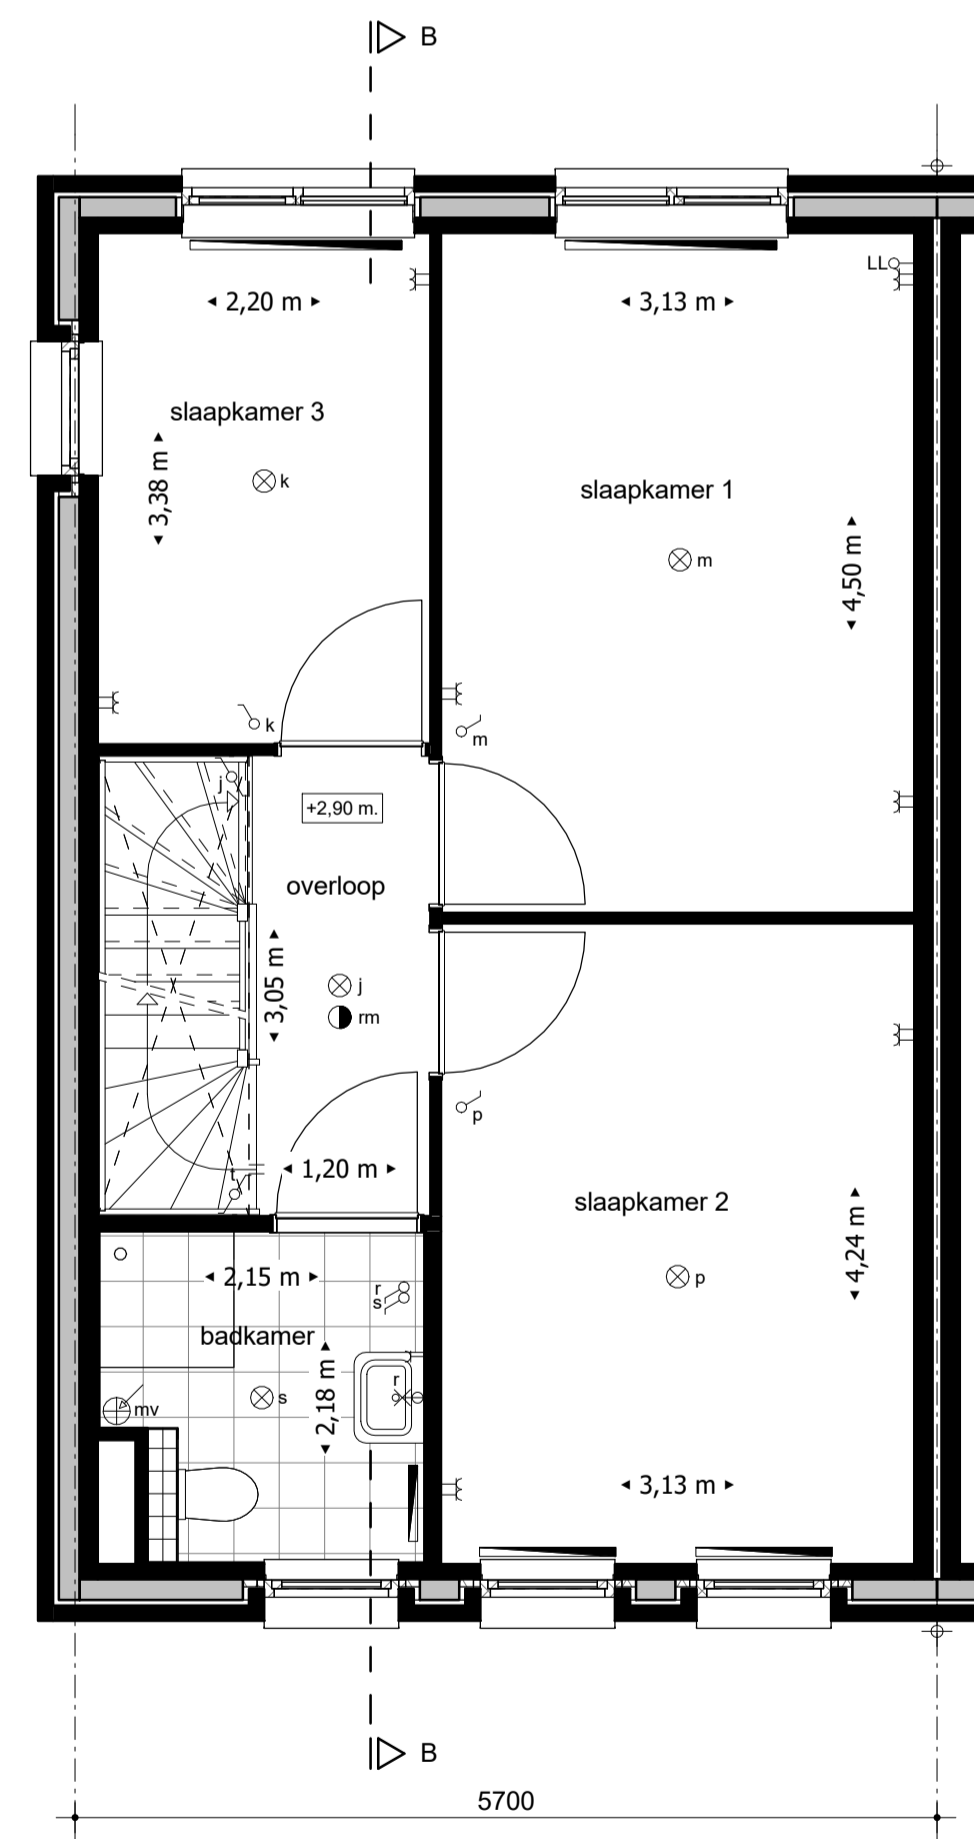 B
LL
2,20 m
3,13 m
slaapkamer 3
3,38 m
k
slaapkamer 1
m
4,50 m
k
m
j
+2,90 m.
overloop
3,05 m
j
rm
p
t
1,20 m
slaapkamer 2
4,24 m
2,15 m
p
r
s
badkamer
2,18 m
r
s
mv
3,13 m
B
5700